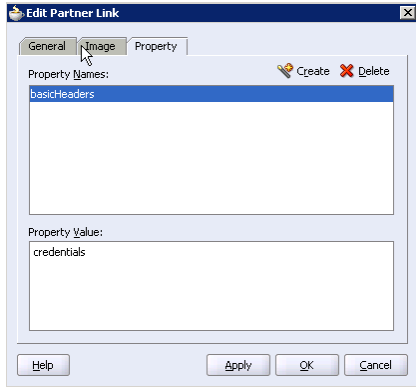 Edit Partner Link
General Image Property
Property Names: Create Delete
basicHeaders
Property Value:
credentials
Help Apply OK Cancel